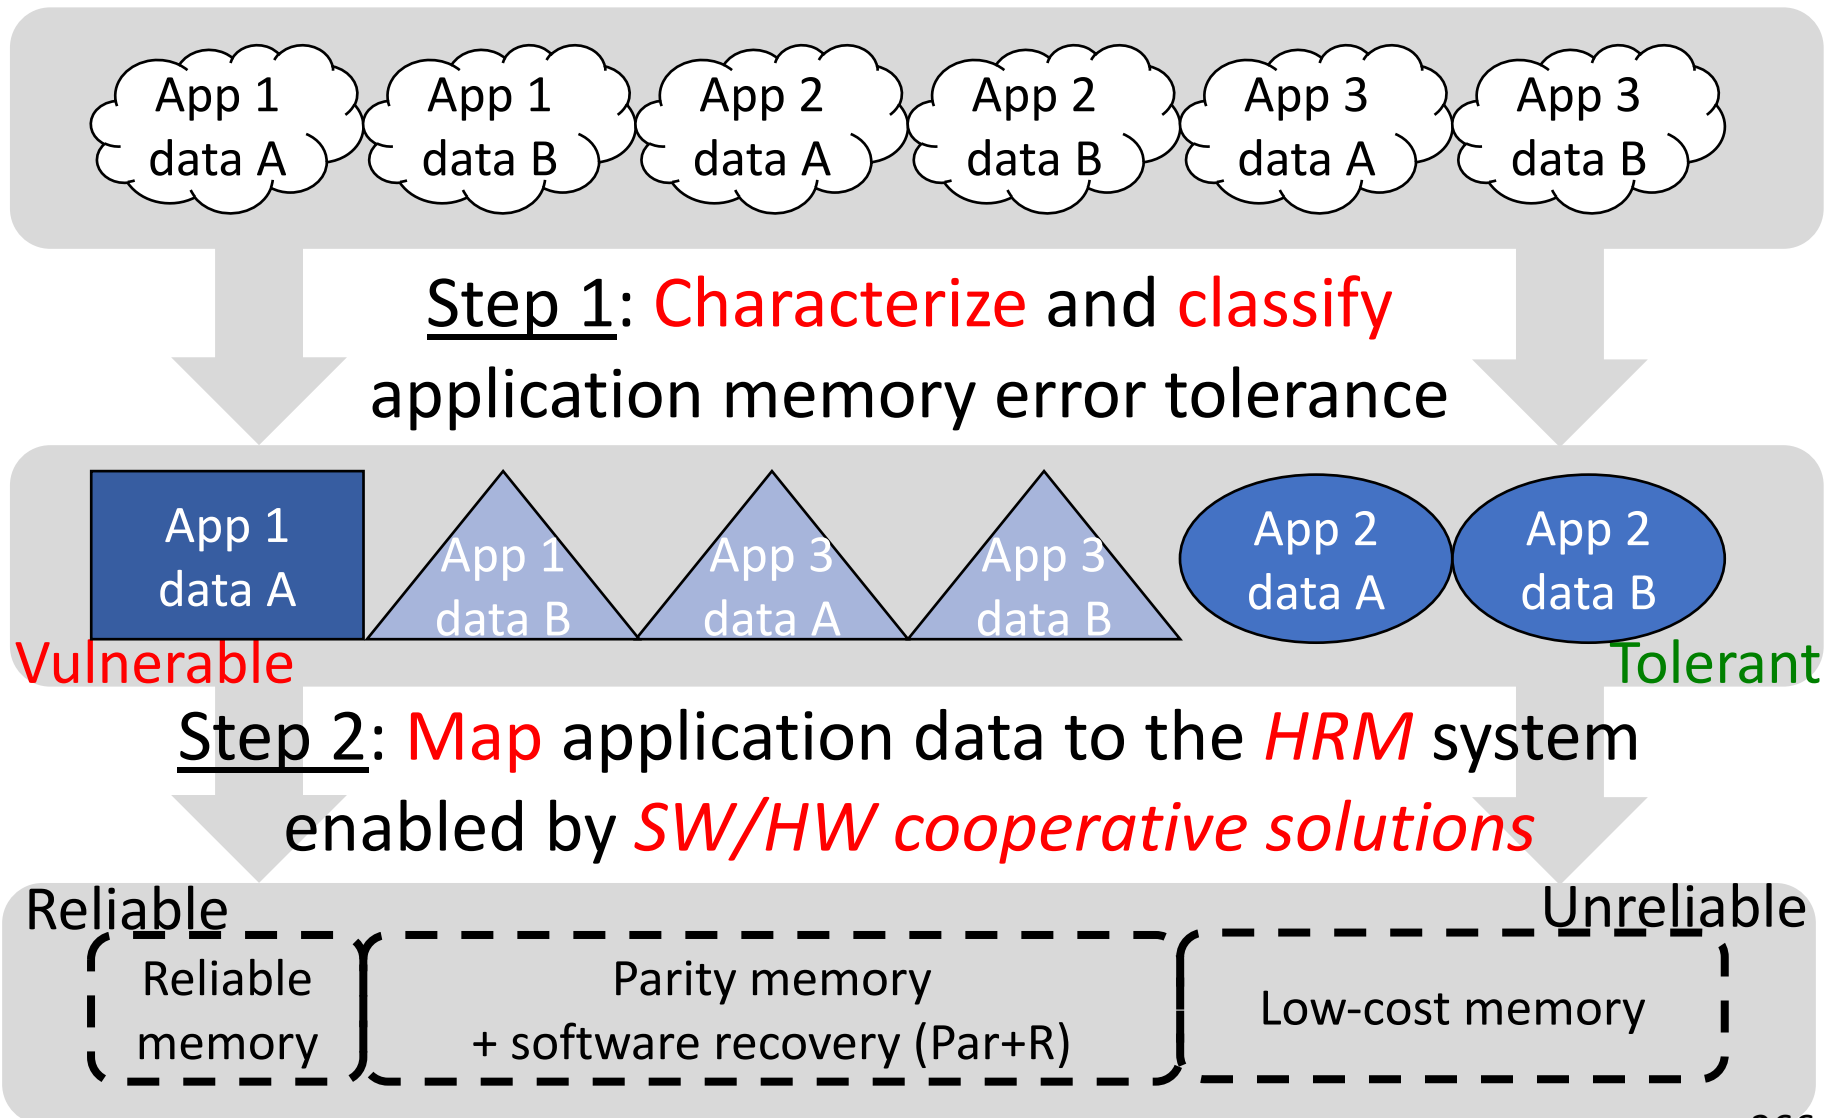 App 1
data A
App 1
data B
App 2
data A
App 2
data B
App 3
data A
App 3
data B
Step 1: Characterize and classify
application memory error tolerance
App 1
data A
App 1
data B
App 3
data A
App 3
data B
App 2
data A
App 2
data B
Vulnerable
Tolerant
Step 2: Map application data to the HRM system
enabled by SW/HW cooperative solutions
Reliable
Unreliable
Reliable
memory
Parity memory
+ software recovery (Par+R)
Low-cost memory